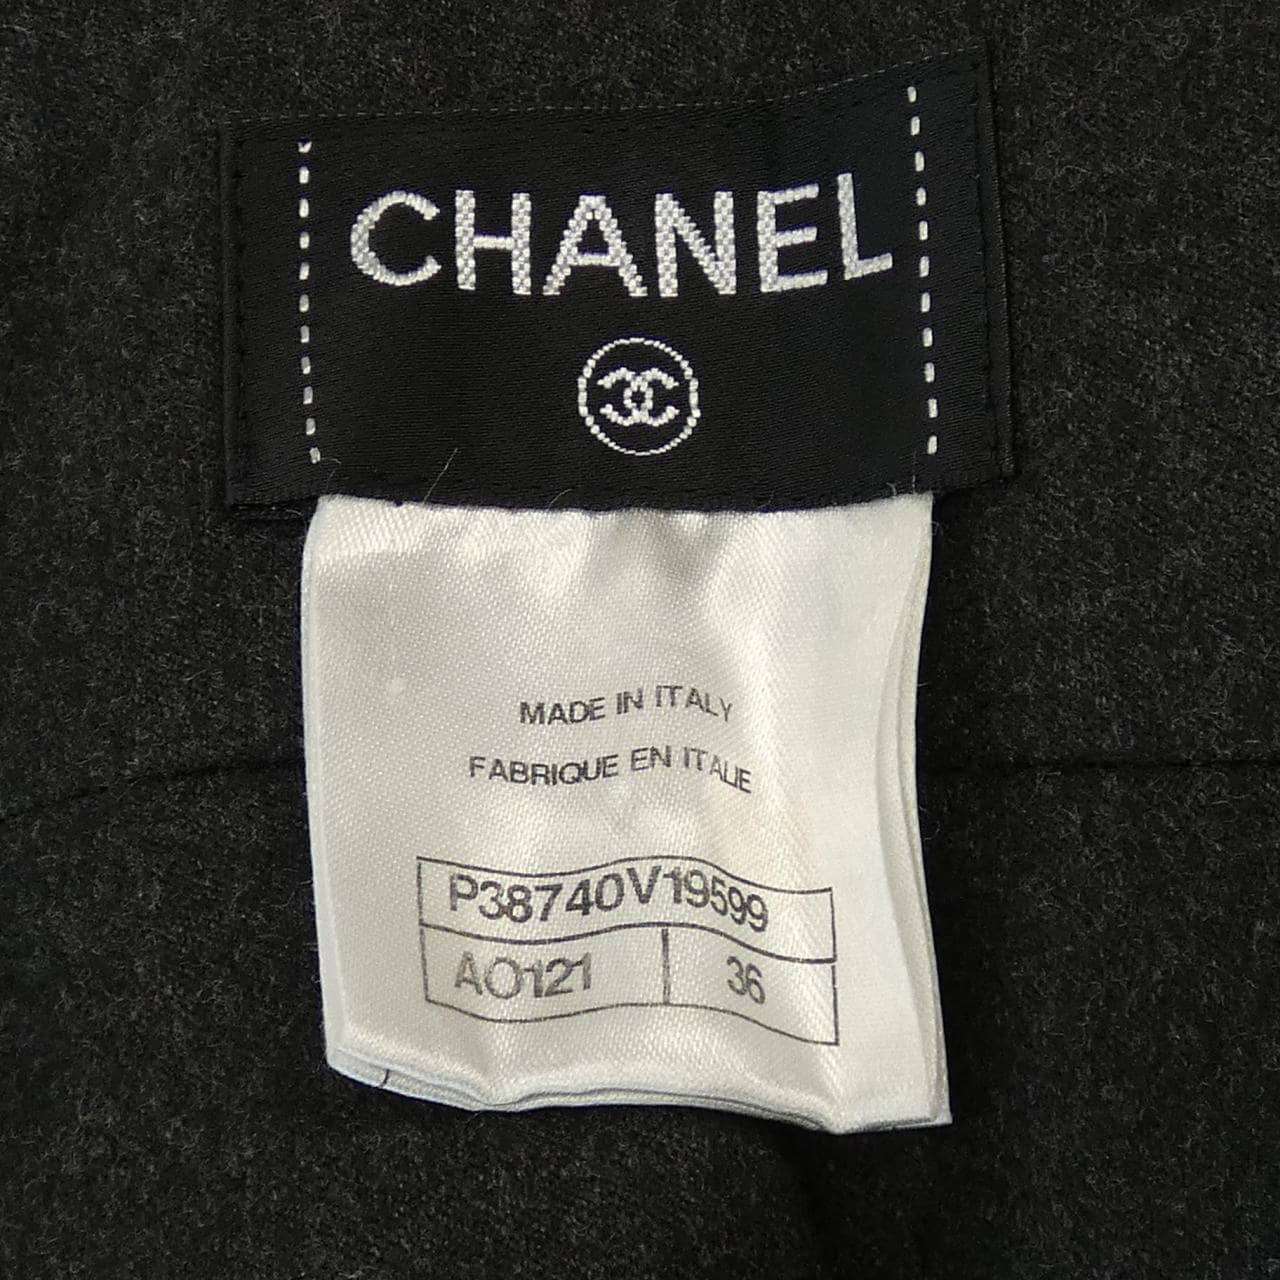 CHANEL
MADE IN ITALY
FABRIQUE EN ITALIE
P38740V19599
AO121 36